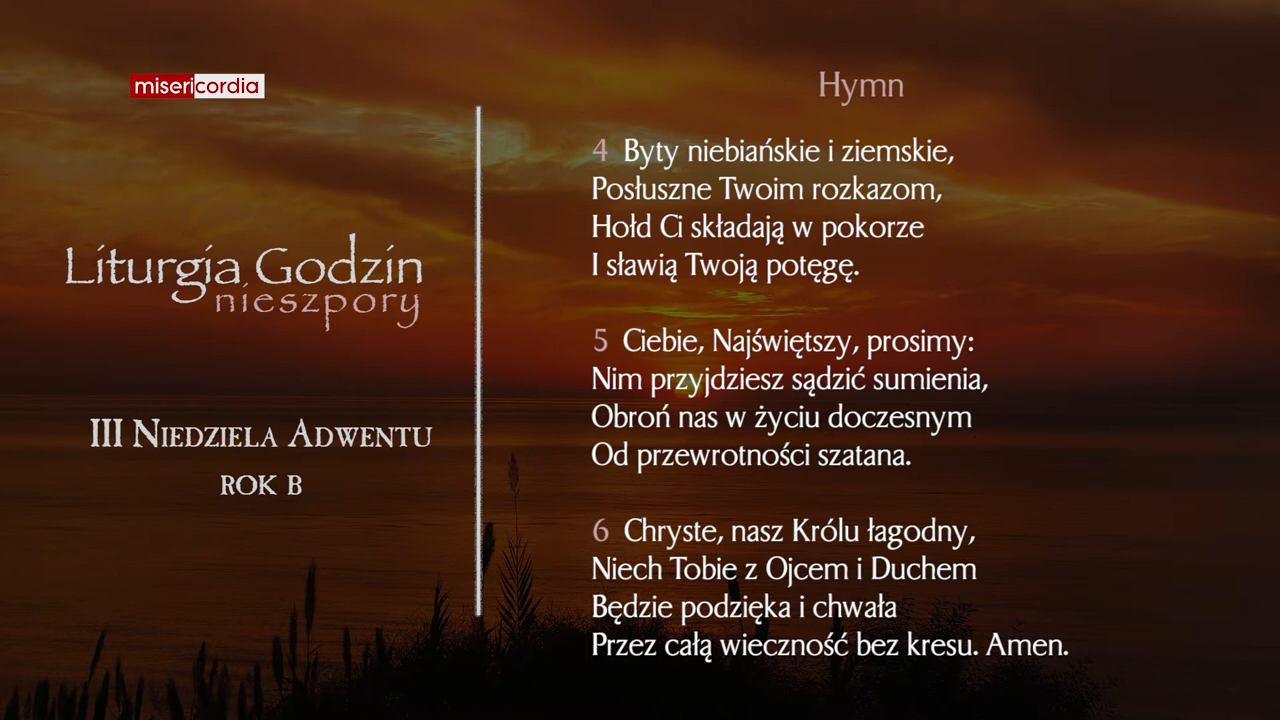 misericordia
Liturgia Godzin
nieszpory
III Niedziela Adwentu
rok B
Hymn
4 Byty niebiańskie i ziemskie,
Posłuszne Twoim rozkazom,
Hołd Ci składają w pokorze
I sławią Twoją potęgę.
5 Ciebie, Najświętszy, prosimy:
Nim przyjdziesz sądzić sumienia,
Obroń nas w życiu doczesnym
Od przewrotności szatana.
6 Chryste, nasz Królu łagodny,
Niech Tobie z Ojcem i Duchem
Będzie podzięka i chwała
Przez całą wieczność bez kresu. Amen.